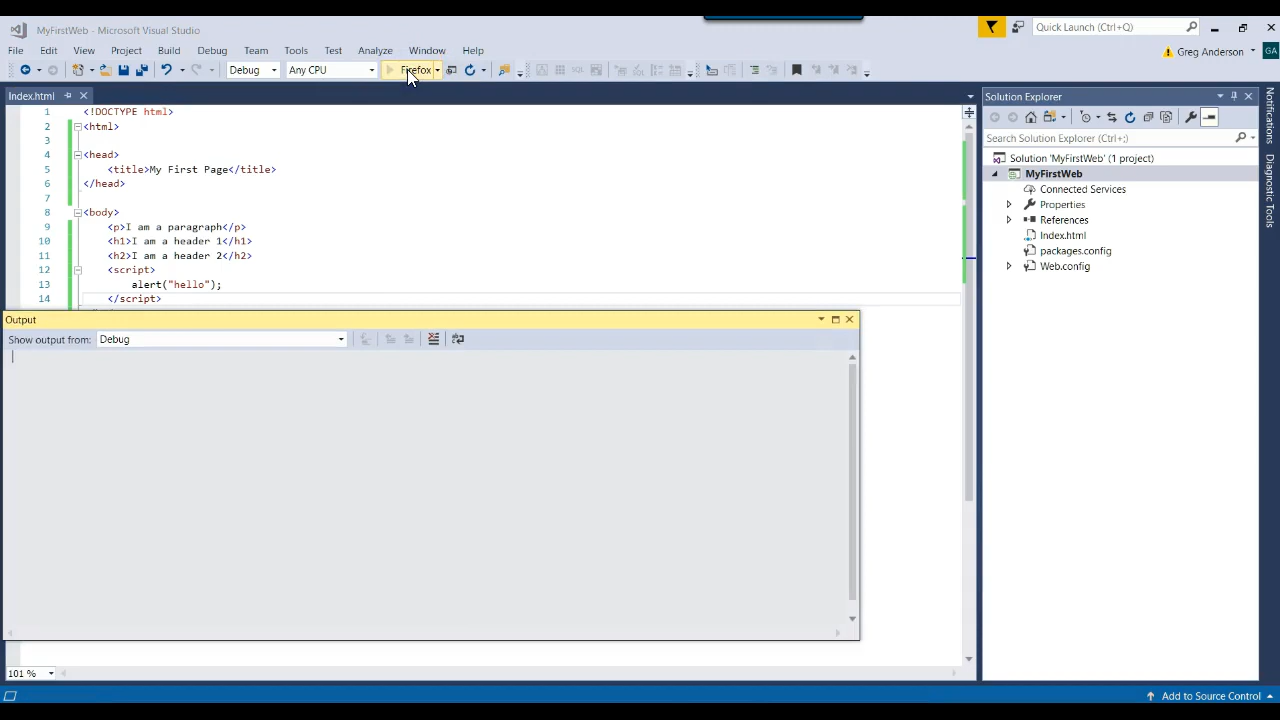 MyFirstWeb - Microsoft Visual Studio
Quick Launch (Ctrl+Q)
File Edit View Project Build Debug Team Tools Test Analyze Window Help
Greg Anderson GA
Debug Any CPU Firefox
Index.html
1 <!DOCTYPE html>
2 <html>
3
4 <head>
5 <title>My First Page</title>
6 </head>
7
8 <body>
9 <p>I am a paragraph</p>
10 <h1>I am a header 1</h1>
11 <h2>I am a header 2</h2>
12 <script>
13 alert("hello");
14 </script>
Output
Show output from: Debug
101 %
Solution Explorer
Search Solution Explorer (Ctrl+;)
Solution 'MyFirstWeb' (1 project)
MyFirstWeb
Connected Services
Properties
References
Index.html
packages.config
Web.config
Notifications
Diagnostic Tools
Add to Source Control